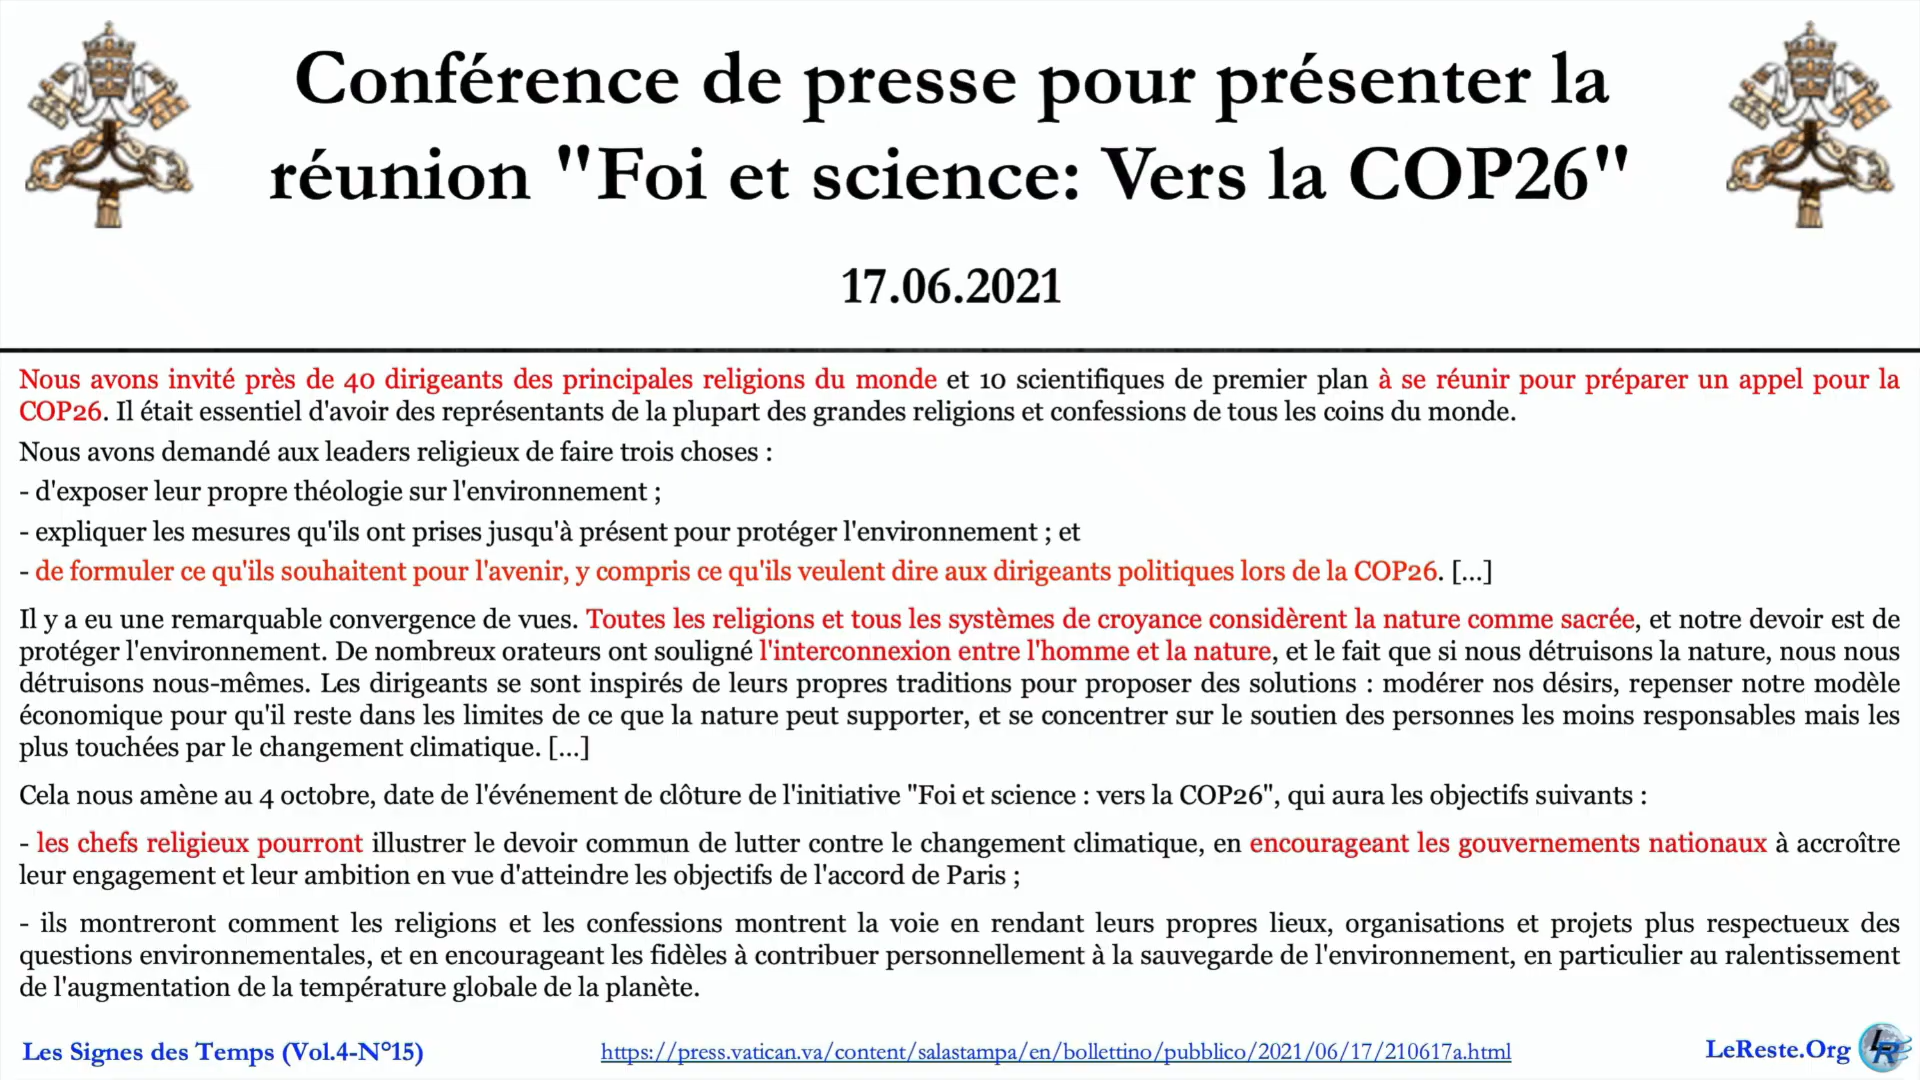 Conférence de presse pour présenter la
réunion "Foi et science: Vers la COP26"
17.06.2021
Nous avons invité près de 40 dirigeants des principales religions du monde et 10 scientifiques de premier plan à se réunir pour préparer un appel pour la
COP26. Il était essentiel d'avoir des représentants de la plupart des grandes religions et confessions de tous les coins du monde.
Nous avons demandé aux leaders religieux de faire trois choses :
- d'exposer leur propre théologie sur l'environnement ;
- expliquer les mesures qu'ils ont prises jusqu'à présent pour protéger l'environnement ; et
- de formuler ce qu'ils souhaitent pour l'avenir, y compris ce qu'ils veulent dire aux dirigeants politiques lors de la COP26. [...]
Il y a eu une remarquable convergence de vues. Toutes les religions et tous les systèmes de croyance considèrent la nature comme sacrée, et notre devoir est de
protéger l'environnement. De nombreux orateurs ont souligné l'interconnexion entre l'homme et la nature, et le fait que si nous détruisons la nature, nous nous
détruisons nous-mêmes. Les dirigeants se sont inspirés de leurs propres traditions pour proposer des solutions : modérer nos désirs, repenser notre modèle
économique pour qu'il reste dans les limites de ce que la nature peut supporter, et se concentrer sur le soutien des personnes les moins responsables mais les
plus touchées par le changement climatique. [...]
Cela nous amène au 4 octobre, date de l'événement de clôture de l'initiative "Foi et science : vers la COP26", qui aura les objectifs suivants :
- les chefs religieux pourront illustrer le devoir commun de lutter contre le changement climatique, en encourageant les gouvernements nationaux à accroître
leur engagement et leur ambition en vue d'atteindre les objectifs de l'accord de Paris ;
- ils montreront comment les religions et les confessions montrent la voie en rendant leurs propres lieux, organisations et projets plus respectueux des
questions environnementales, et en encourageant les fidèles à contribuer personnellement à la sauvegarde de l'environnement, en particulier au ralentissement
de l'augmentation de la température globale de la planète.
Les Signes des Temps (Vol.4-N°15)
https://press.vatican.va/content/salastampa/en/bollettino/pubblico/2021/06/17/210617a.html
LeReste.Org
LR